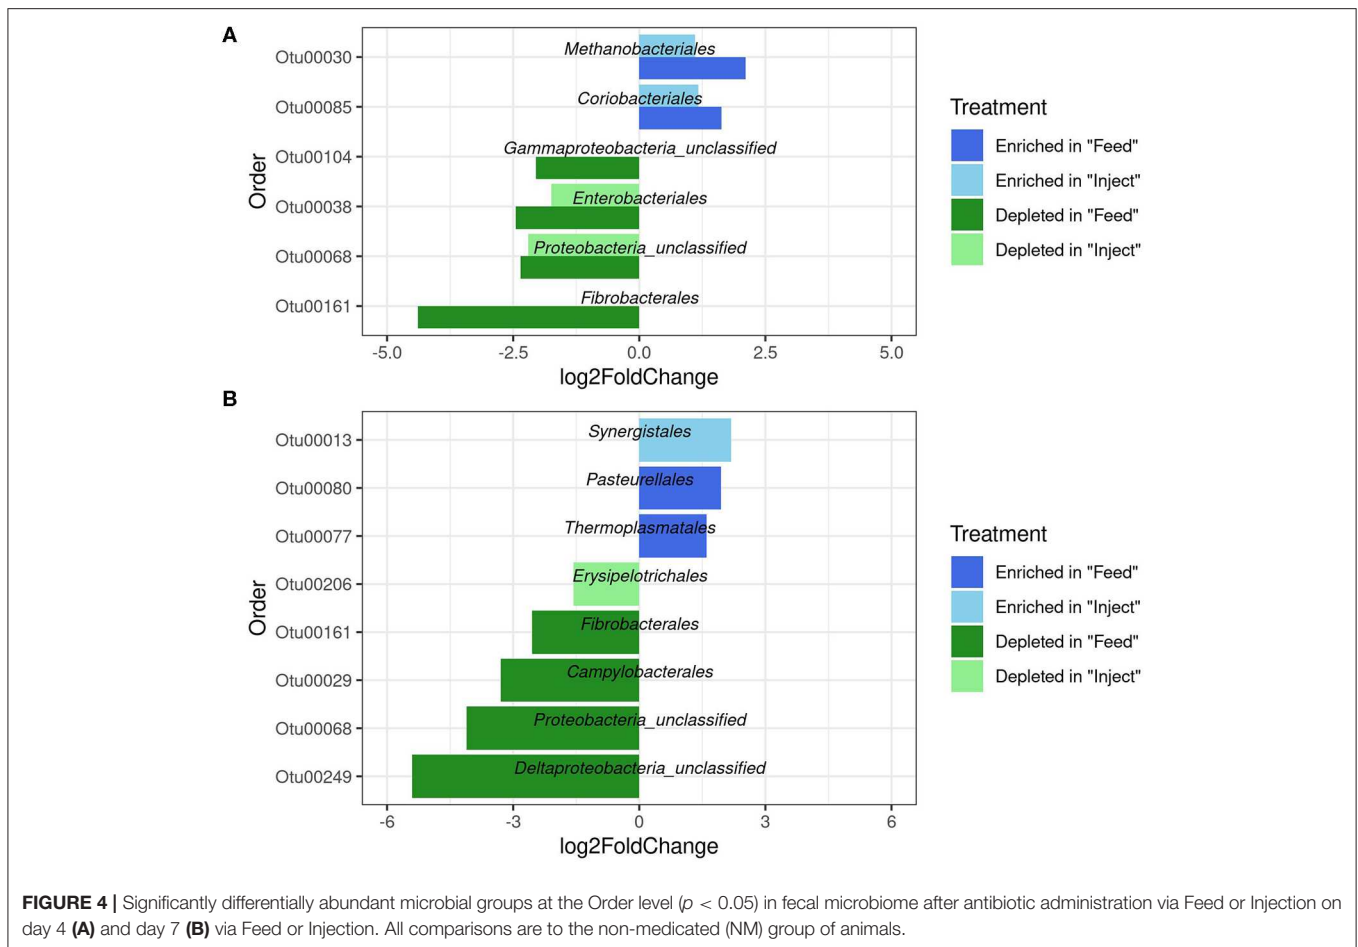 A
Order
Otu00030
Methanobacteriales
Otu00085
Coriobacteriales
Otu00104
Gammaproteobacteria_unclassified
Otu00038
Enterobacteriales
Otu00068
Proteobacteria_unclassified
Otu00161
Fibrobacterales
-5.0 -2.5 0.0 2.5 5.0
log2FoldChange
Treatment
Enriched in "Feed"
Enriched in "Inject"
Depleted in "Feed"
Depleted in "Inject"
B
Order
Otu00013
Synergistales
Otu00080
Pasteurellales
Otu00077
Thermoplasmatales
Otu00206
Erysipelotrichales
Otu00161
Fibrobacterales
Otu00029
Campylobacterales
Otu00068
Proteobacteria_unclassified
Otu00249
Deltaproteobacteria_unclassified
-6 -3 0 3 6
log2FoldChange
Treatment
Enriched in "Feed"
Enriched in "Inject"
Depleted in "Feed"
Depleted in "Inject"
FIGURE 4 | Significantly differentially abundant microbial groups at the Order level (p < 0.05) in fecal microbiome after antibiotic administration via Feed or Injection on
day 4 (A) and day 7 (B) via Feed or Injection. All comparisons are to the non-medicated (NM) group of animals.